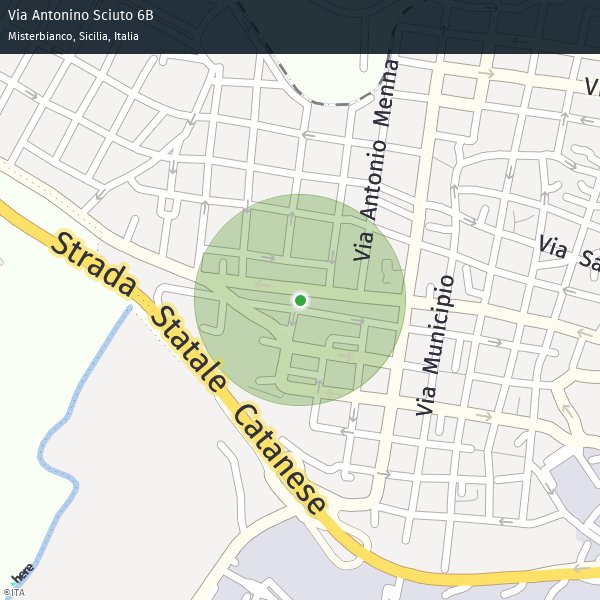 Via Antonino Sciuto 6B
Misterbianco, Sicilia, Italia
Via Antonio Menna
Vi
Via Sa
Strada Statale Catanese
Via Municipio
here
©ITA